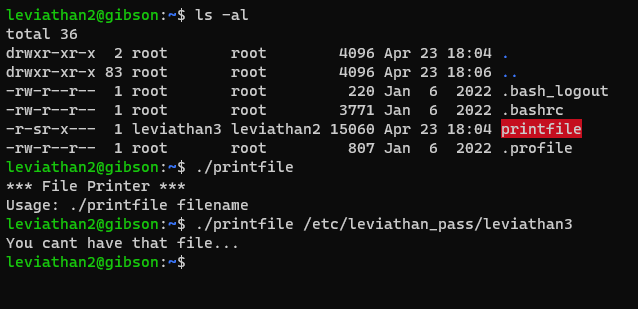 leviathan2@gibson:~$ ls -al
total 36
drwxr-xr-x  2 root       root        4096 Apr 23 18:04 .
drwxr-xr-x 83 root       root        4096 Apr 23 18:06 ..
-rw-r--r--  1 root       root         220 Jan  6  2022 .bash_logout
-rw-r--r--  1 root       root        3771 Jan  6  2022 .bashrc
-r-sr-x---  1 leviathan3 leviathan2 15060 Apr 23 18:04 printfile
-rw-r--r--  1 root       root         807 Jan  6  2022 .profile
leviathan2@gibson:~$ ./printfile
*** File Printer ***
Usage: ./printfile filename
leviathan2@gibson:~$ ./printfile /etc/leviathan_pass/leviathan3
You cant have that file...
leviathan2@gibson:~$